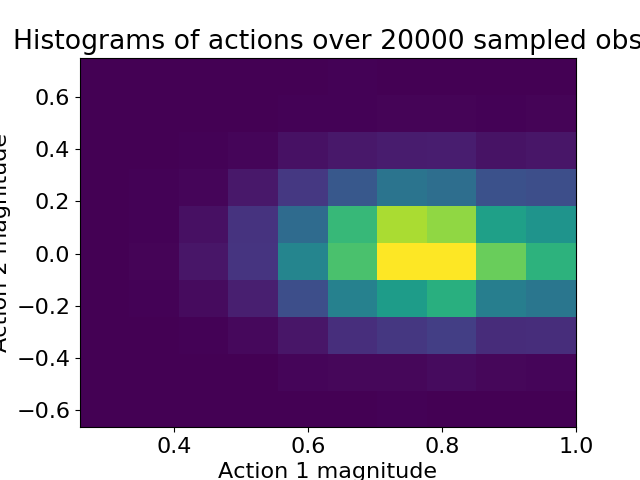 Histograms of actions over 20000 sampled obs
0.6
0.4
0.2
0.0
−0.2
−0.4
−0.6
Action 2 magnitude
0.4 0.6 0.8 1.0
Action 1 magnitude